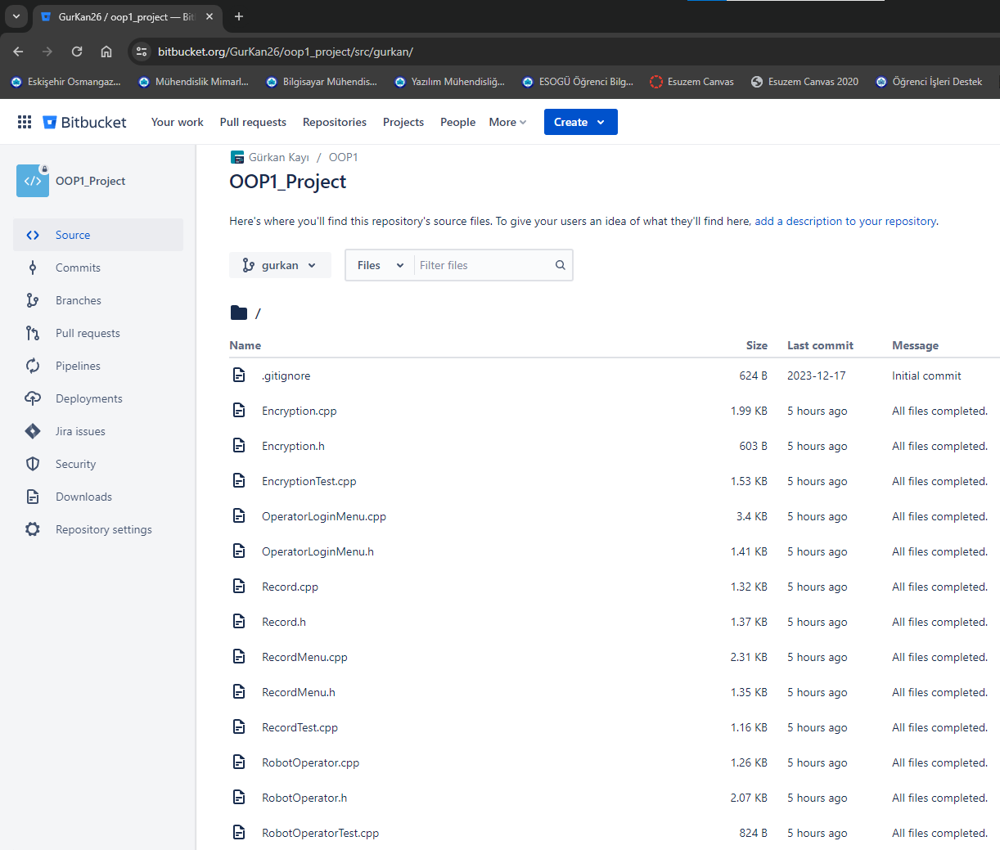 GurKan26 / oop1_project — Bit
bitbucket.org/GurKan26/oop1_project/src/gurkan/
Eskişehir Osmangaz... Mühendislik Mimarl... Bilgisayar Mühendis... Yazılım Mühendisliğ... ESOGÜ Öğrenci Bilg... Esuzem Canvas Esuzem Canvas 2020 Öğrenci İşleri Destek
Bitbucket Your work Pull requests Repositories Projects People More Create
Gürkan Kayı / OOP1
OOP1_Project
OOP1_Project
Here's where you'll find this repository's source files. To give your users an idea of what they'll find here, add a description to your repository.
Source
Commits
Branches
Pull requests
Pipelines
Deployments
Jira issues
Security
Downloads
Repository settings
gurkan Files Filter files
/
Name Size Last commit Message
.gitignore 624 B 2023-12-17 Initial commit
Encryption.cpp 1.99 KB 5 hours ago All files completed.
Encryption.h 603 B 5 hours ago All files completed.
EncryptionTest.cpp 1.53 KB 5 hours ago All files completed.
OperatorLoginMenu.cpp 3.4 KB 5 hours ago All files completed.
OperatorLoginMenu.h 1.41 KB 5 hours ago All files completed.
Record.cpp 1.32 KB 5 hours ago All files completed.
Record.h 1.37 KB 5 hours ago All files completed.
RecordMenu.cpp 2.31 KB 5 hours ago All files completed.
RecordMenu.h 1.35 KB 5 hours ago All files completed.
RecordTest.cpp 1.16 KB 5 hours ago All files completed.
RobotOperator.cpp 1.26 KB 5 hours ago All files completed.
RobotOperator.h 2.07 KB 5 hours ago All files completed.
RobotOperatorTest.cpp 824 B 5 hours ago All files completed.